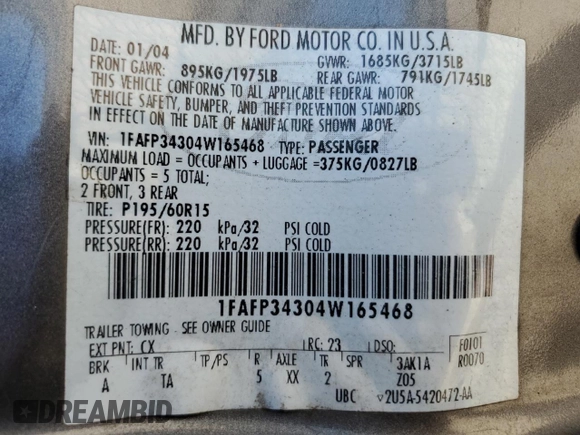 MFD. BY FORD MOTOR CO. IN U.S.A.
DATE: 01/04 GVWR: 1685KG/3715LB
FRONT GAWR: 895KG/1975LB REAR GAWR: 791KG/1745LB
THIS VEHICLE CONFORMS TO ALL APPLICABLE FEDERAL MOTOR
VEHICLE SAFETY, BUMPER, AND THEFT PREVENTION STANDARDS
IN EFFECT ON THE DATE OF MANUFACTURE SHOWN ABOVE.
VIN: 1FAFP34304W165468 TYPE: PASSENGER
MAXIMUM LOAD = OCCUPANTS + LUGGAGE =375KG/0827LB
OCCUPANTS = 5 TOTAL;
2 FRONT, 3 REAR
TIRE: P195/60R15
PRESSURE(FR) 220 kPa/32 PSI COLD
PRESSURE(RR) 220 kPa/32 PSI COLD
1FAFP34304W165468
TRAILER TOWING - SEE OWNER GUIDE
EXT PNT: CX RC: 23 DSO: F0101
BRK INT TR TP/PS R AXLE TR SPR 3AK1A R0070
A TA 5 XX 2 Z05
UBC 2U5A-5420472-AA
DREAMBID